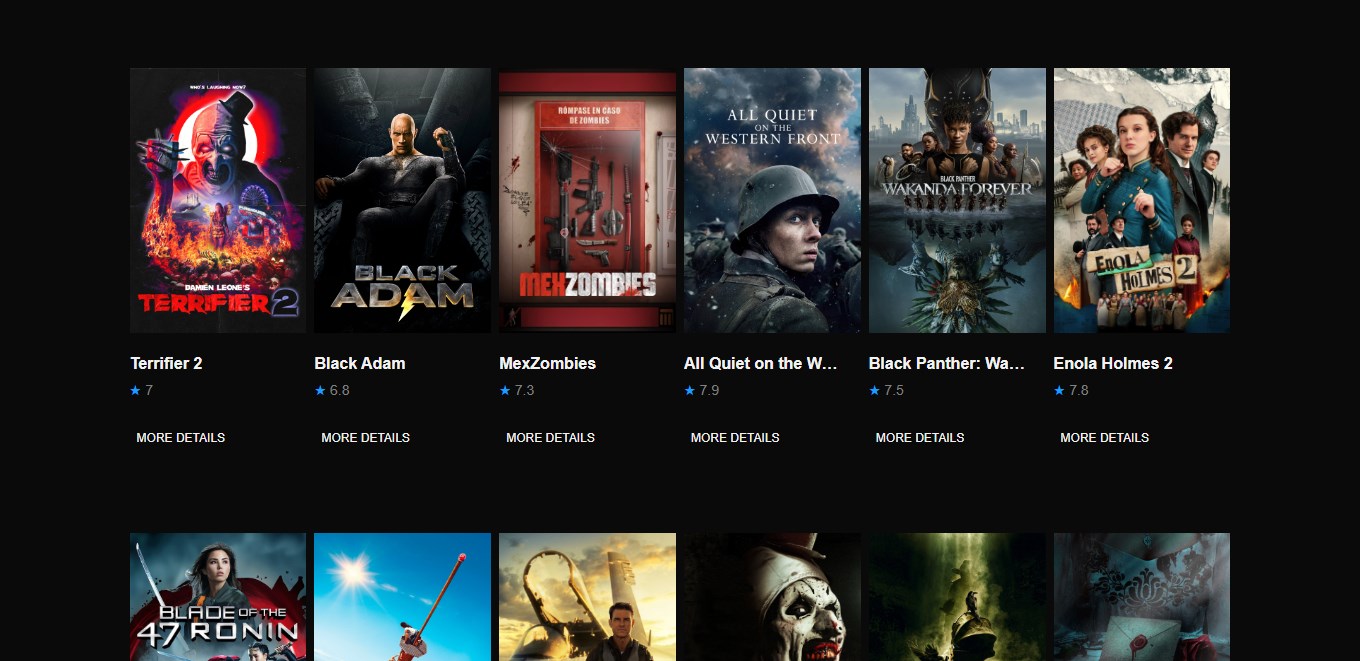 WHO'S LAUGHING NOW?
DAMIEN LEONE'S
TERRIFIER 2
BLACK
ADAM
RÓMPASE EN CASO
DE ZOMBIES
MEXZOMBIES
ALL QUIET
ON THE
WESTERN FRONT
BLACK PANTHER
WAKANDA FOREVER
ENOLA
HOLMES 2
Terrifier 2
★ 7
MORE DETAILS
Black Adam
★ 6.8
MORE DETAILS
MexZombies
★ 7.3
MORE DETAILS
All Quiet on the W...
★ 7.9
MORE DETAILS
Black Panther: Wa...
★ 7.5
MORE DETAILS
Enola Holmes 2
★ 7.8
MORE DETAILS
BLADE OF THE
47 RONIN